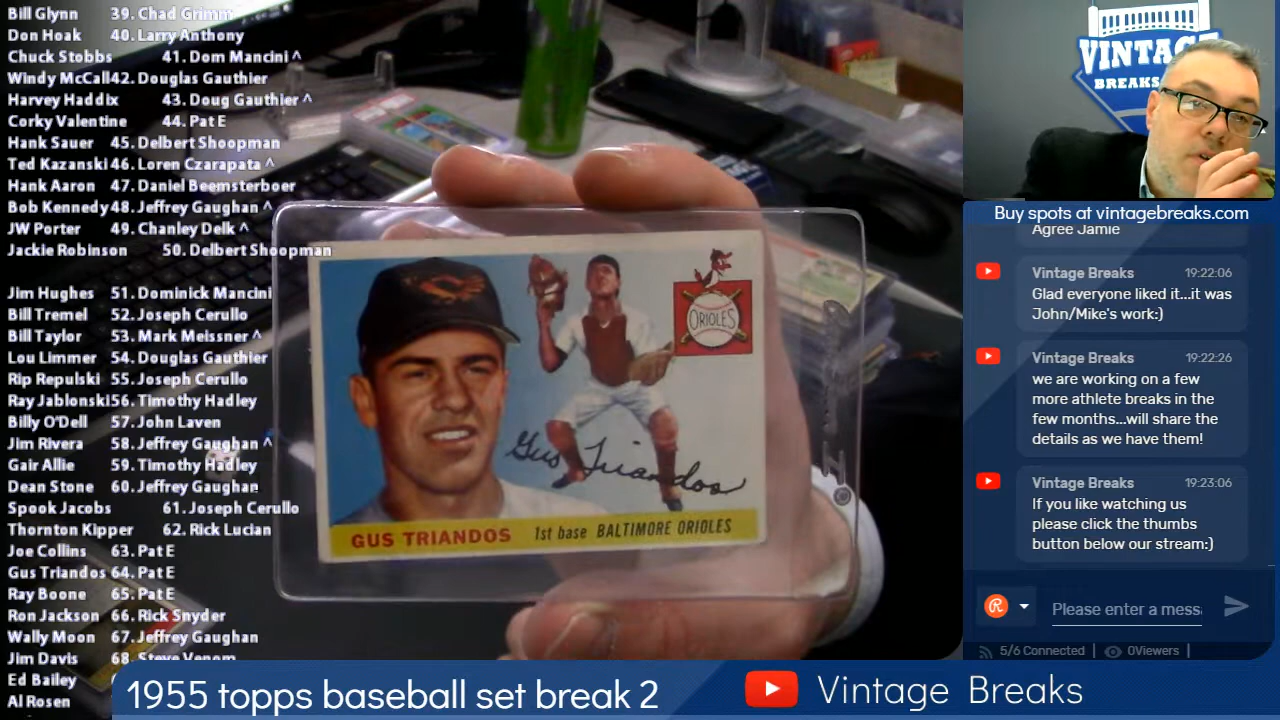 Bill Glynn 39. Chad Grimm
Don Hoak 40. Larry Anthony
Chuck Stobbs 41. Dom Mancini ^
Windy McCall42. Douglas Gauthier
Harvey Haddix 43. Doug Gauthier ^
Corky Valentine 44. Pat E
Hank Sauer 45. Delbert Shoopman
Ted Kazanski 46. Loren Czarapata ^
Hank Aaron 47. Daniel Beemsterboer
Bob Kennedy 48. Jeffrey Gaughan ^
JW Porter 49. Chanley Delk ^
Jackie Robinson 50. Delbert Shoopman
Jim Hughes 51. Dominick Mancini
Bill Tremel 52. Joseph Cerullo
Bill Taylor 53. Mark Meissner ^
Lou Limmer 54. Douglas Gauthier
Rip Repulski 55. Joseph Cerullo
Ray Jablonski56. Timothy Hadley
Billy O'Dell 57. John Laven
Jim Rivera 58. Jeffrey Gaughan ^
Gair Allie 59. Timothy Hadley
Dean Stone 60. Jeffrey Gaughan
Spook Jacobs 61. Joseph Cerullo
Thornton Kipper 62. Rick Lucian
Joe Collins 63. Pat E
Gus Triandos 64. Pat E
Ray Boone 65. Pat E
Ron Jackson 66. Rick Snyder
Wally Moon 67. Jeffrey Gaughan
Jim Davis 68. Steve Venom
Ed Bailey
Al Rosen
ORIOLES
Gus Triandos
GUS TRIANDOS 1st base BALTIMORE ORIOLES
VINTAGE
BREAKS
Buy spots at vintagebreaks.com
Agree Jamie
Vintage Breaks 19:22:06
Glad everyone liked it...it was
John/Mike's work:)
Vintage Breaks 19:22:26
we are working on a few
more athlete breaks in the
few months...will share the
details as we have them!
Vintage Breaks 19:23:06
If you like watching us
please click the thumbs
button below our stream:)
Please enter a messa
5/6 Connected | 0Viewers |
1955 topps baseball set break 2
Vintage Breaks